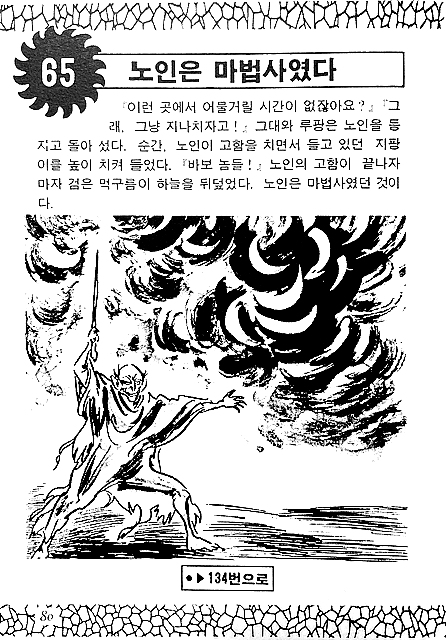 65 노인은 마법사였다
『이런 곳에서 어물거릴 시간이 없잖아요?』『그
래, 그냥 지나치자고!』 그대와 루팡은 노인을 등
지고 돌아 섰다. 순간, 노인이 고함을 치면서 들고 있던 지팡
이를 높이 치켜 들었다. 『바보 놈들!』 노인의 고함이 끝나자
마자 검은 먹구름이 하늘을 뒤덮었다. 노인은 마법사였던 것이
다.
●▶134번으로
80